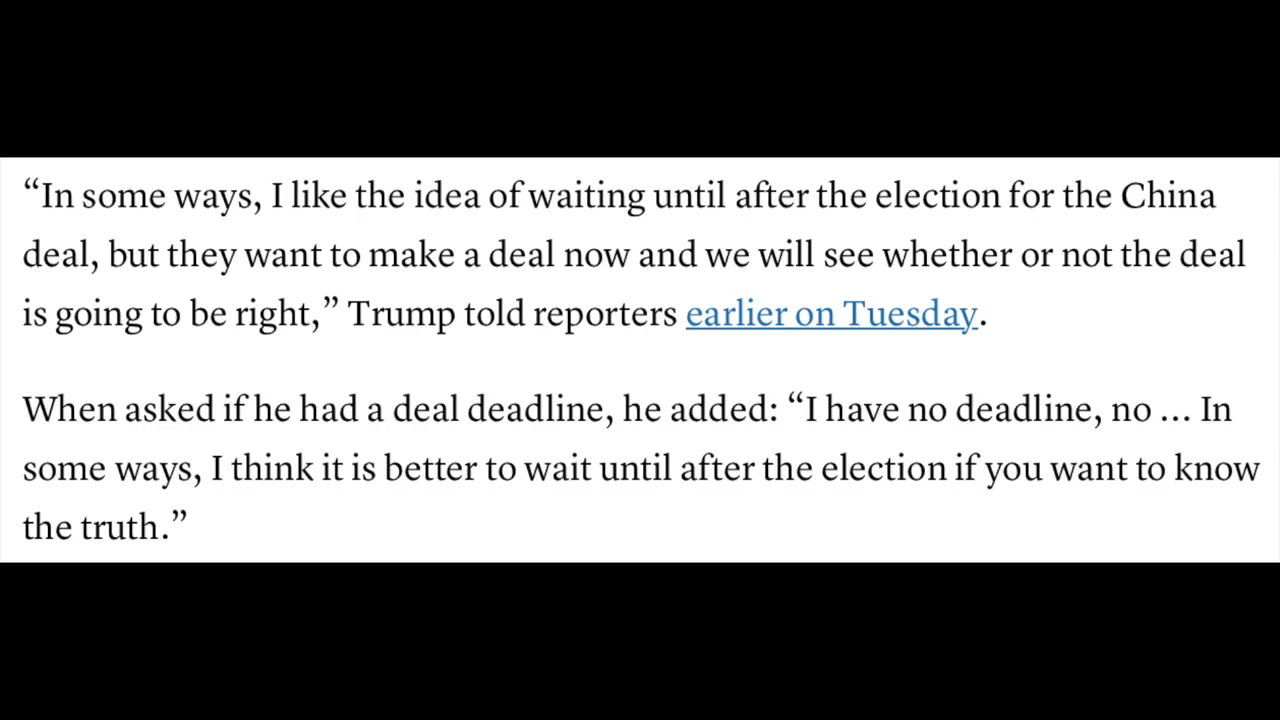 “In some ways, I like the idea of waiting until after the election for the China
deal, but they want to make a deal now and we will see whether or not the deal
is going to be right,” Trump told reporters earlier on Tuesday.
When asked if he had a deal deadline, he added: “I have no deadline, no … In
some ways, I think it is better to wait until after the election if you want to know
the truth.”